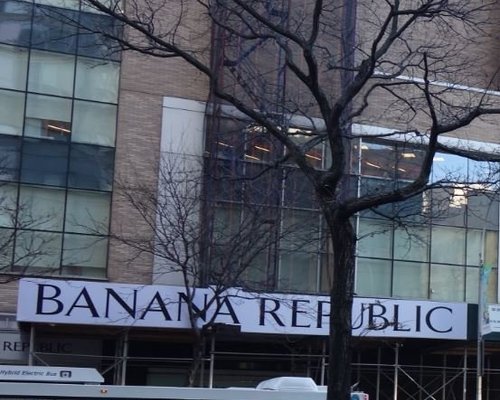 BANANA REPUBLIC
REPUBLIC
Hybrid Electric Bus